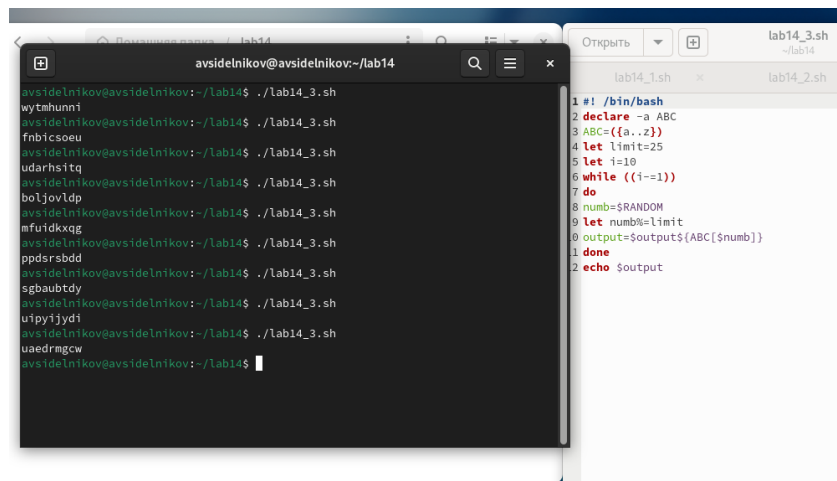 Домашняя папка / lab14
avsidelnikov@avsidelnikov:~/lab14
avsidelnikov@avsidelnikov:~/lab14$ ./lab14_3.sh
wytmhunni
avsidelnikov@avsidelnikov:~/lab14$ ./lab14_3.sh
fnbicsoeu
avsidelnikov@avsidelnikov:~/lab14$ ./lab14_3.sh
udarhsitq
avsidelnikov@avsidelnikov:~/lab14$ ./lab14_3.sh
boljovldp
avsidelnikov@avsidelnikov:~/lab14$ ./lab14_3.sh
mfuidkxqg
avsidelnikov@avsidelnikov:~/lab14$ ./lab14_3.sh
ppdsrsbdd
avsidelnikov@avsidelnikov:~/lab14$ ./lab14_3.sh
sgbaubtdy
avsidelnikov@avsidelnikov:~/lab14$ ./lab14_3.sh
uipyijydi
avsidelnikov@avsidelnikov:~/lab14$ ./lab14_3.sh
uaedrmgcw
avsidelnikov@avsidelnikov:~/lab14$
Открыть
lab14_3.sh
~/lab14
lab14_1.sh × lab14_2.sh
1 #! /bin/bash
2 declare -a ABC
3 ABC=({a..z})
4 let limit=25
5 let i=10
6 while ((i-=1))
7 do
8 numb=$RANDOM
9 let numb%=limit
0 output=$output${ABC[$numb]}
1 done
2 echo $output